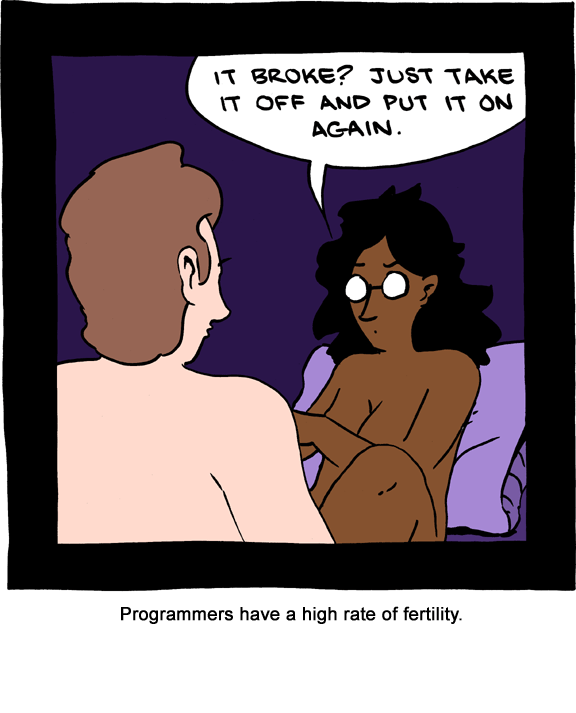 IT BROKE? JUST TAKE
IT OFF AND PUT IT ON
AGAIN.
Programmers have a high rate of fertility.